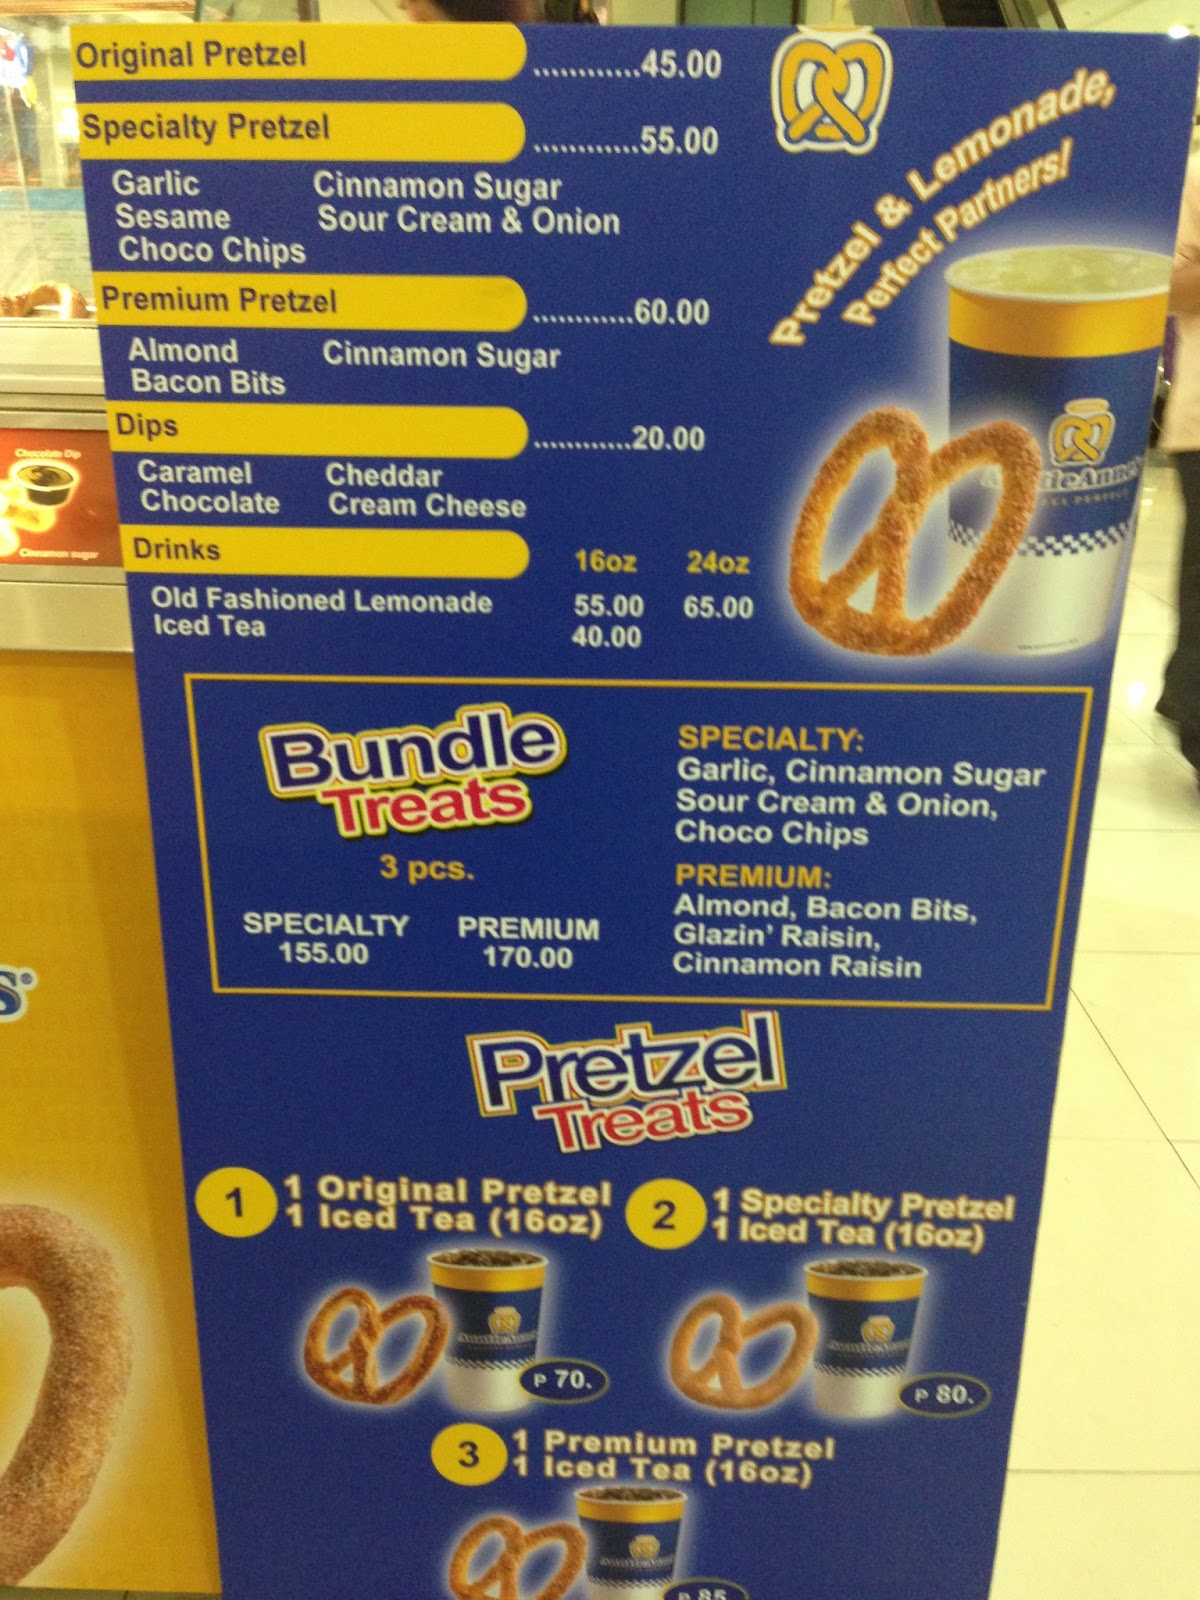 Original Pretzel ............45.00
Specialty Pretzel ............55.00
Garlic Cinnamon Sugar
Sesame Sour Cream & Onion
Choco Chips
Premium Pretzel ............60.00
Almond Cinnamon Sugar
Bacon Bits
Dips ............20.00
Caramel Cheddar
Chocolate Cream Cheese
Drinks 16oz 24oz
Old Fashioned Lemonade 55.00 65.00
Iced Tea 40.00
Pretzel & Lemonade,
Perfect Partners!
Chocolate Dip
Cinnamon sugar
Bundle
Treats
3 pcs.
SPECIALTY PREMIUM
155.00 170.00
SPECIALTY:
Garlic, Cinnamon Sugar
Sour Cream & Onion,
Choco Chips
PREMIUM:
Almond, Bacon Bits,
Glazin' Raisin,
Cinnamon Raisin
Pretzel
Treats
1
1 Original Pretzel
1 Iced Tea (16oz)
₱ 70.
2
1 Specialty Pretzel
1 Iced Tea (16oz)
₱ 80.
3
1 Premium Pretzel
1 Iced Tea (16oz)
₱ 85